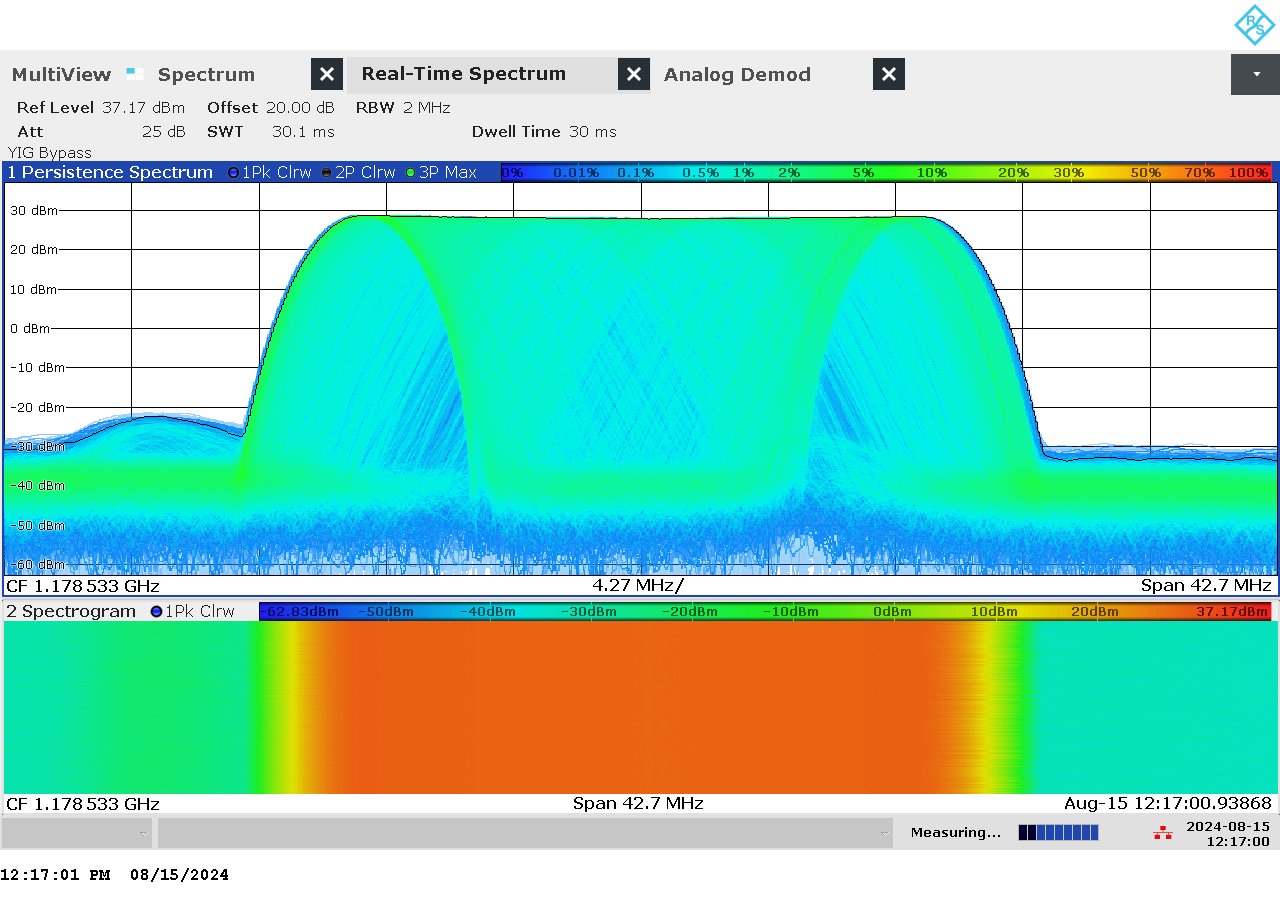 R/S
MultiView Spectrum Real-Time Spectrum Analog Demod
Ref Level 37.17 dBm Offset 20.00 dB RBW 2 MHz
Att 25 dB SWT 30.1 ms Dwell Time 30 ms
YIG Bypass
1 Persistence Spectrum 1Pk Clrw 2P Clrw 3P Max 0% 0.01% 0.1% 0.5% 1% 2% 5% 10% 20% 30% 50% 70% 100%
30 dBm
20 dBm
10 dBm
0 dBm
-10 dBm
-20 dBm
-30 dBm
-40 dBm
-50 dBm
-60 dBm
CF 1.178 533 GHz 4.27 MHz/ Span 42.7 MHz
2 Spectrogram 1Pk Clrw -62.83dBm -50dBm -40dBm -30dBm -20dBm -10dBm 0dBm 10dBm 20dBm 37.17dBm
CF 1.178 533 GHz Span 42.7 MHz Aug-15 12:17:00.93868
Measuring... 2024-08-15
12:17:00
12:17:01 PM 08/15/2024